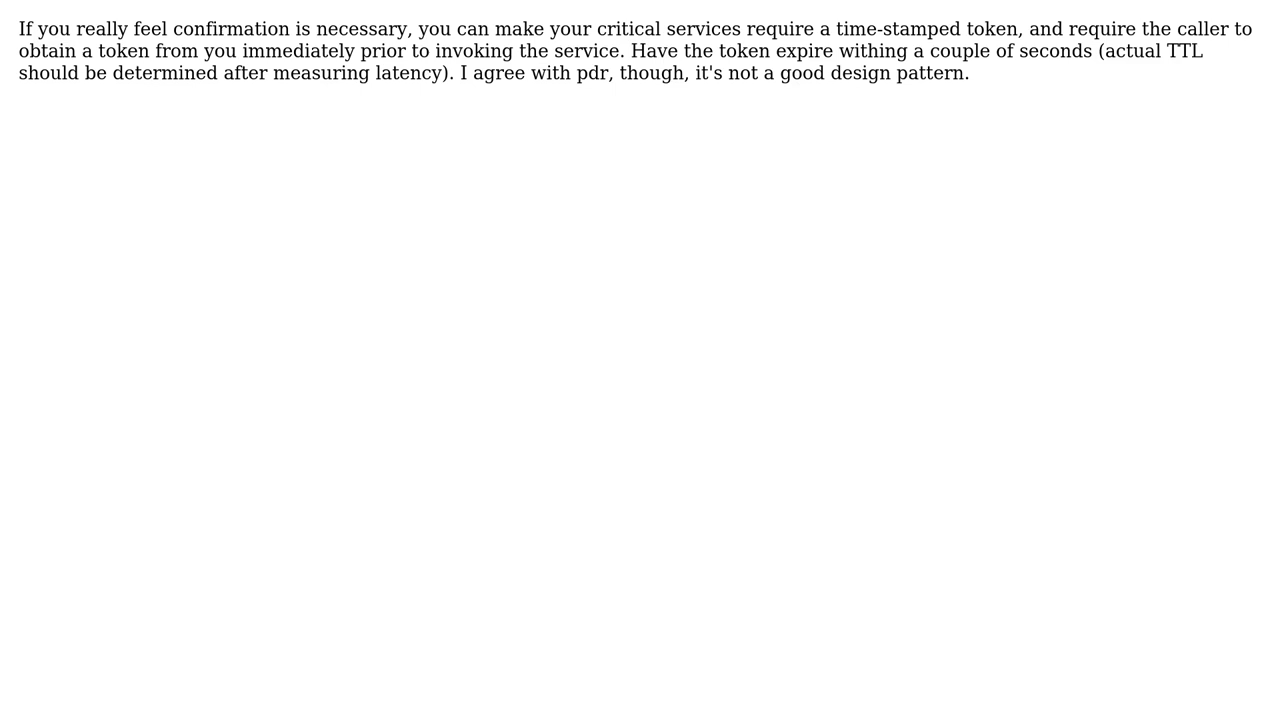 If you really feel confirmation is necessary, you can make your critical services require a time-stamped token, and require the caller to
obtain a token from you immediately prior to invoking the service. Have the token expire withing a couple of seconds (actual TTL
should be determined after measuring latency). I agree with pdr, though, it's not a good design pattern.